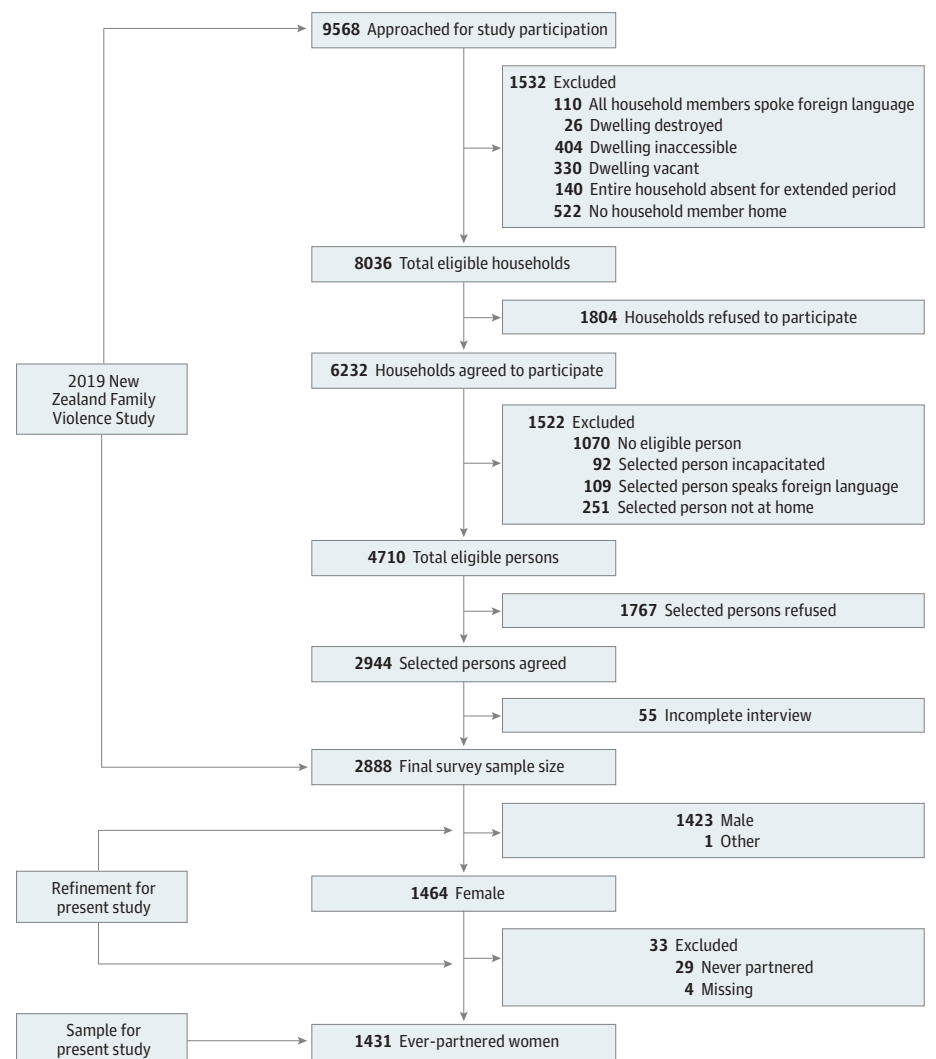 9568 Approached for study participation
1532 Excluded
110 All household members spoke foreign language
26 Dwelling destroyed
404 Dwelling inaccessible
330 Dwelling vacant
140 Entire household absent for extended period
522 No household member home
8036 Total eligible households
1804 Households refused to participate
6232 Households agreed to participate
2019 New
Zealand Family
Violence Study
1522 Excluded
1070 No eligible person
92 Selected person incapacitated
109 Selected person speaks foreign language
251 Selected person not at home
4710 Total eligible persons
1767 Selected persons refused
2944 Selected persons agreed
55 Incomplete interview
2888 Final survey sample size
1423 Male
1 Other
Refinement for
present study
1464 Female
33 Excluded
29 Never partnered
4 Missing
Sample for
present study
1431 Ever-partnered women